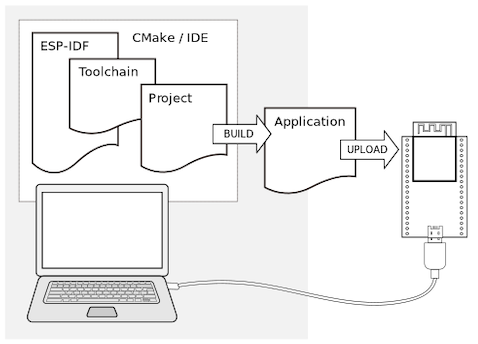 CMake / IDE
ESP-IDF
Toolchain
Project
BUILD
Application
UPLOAD